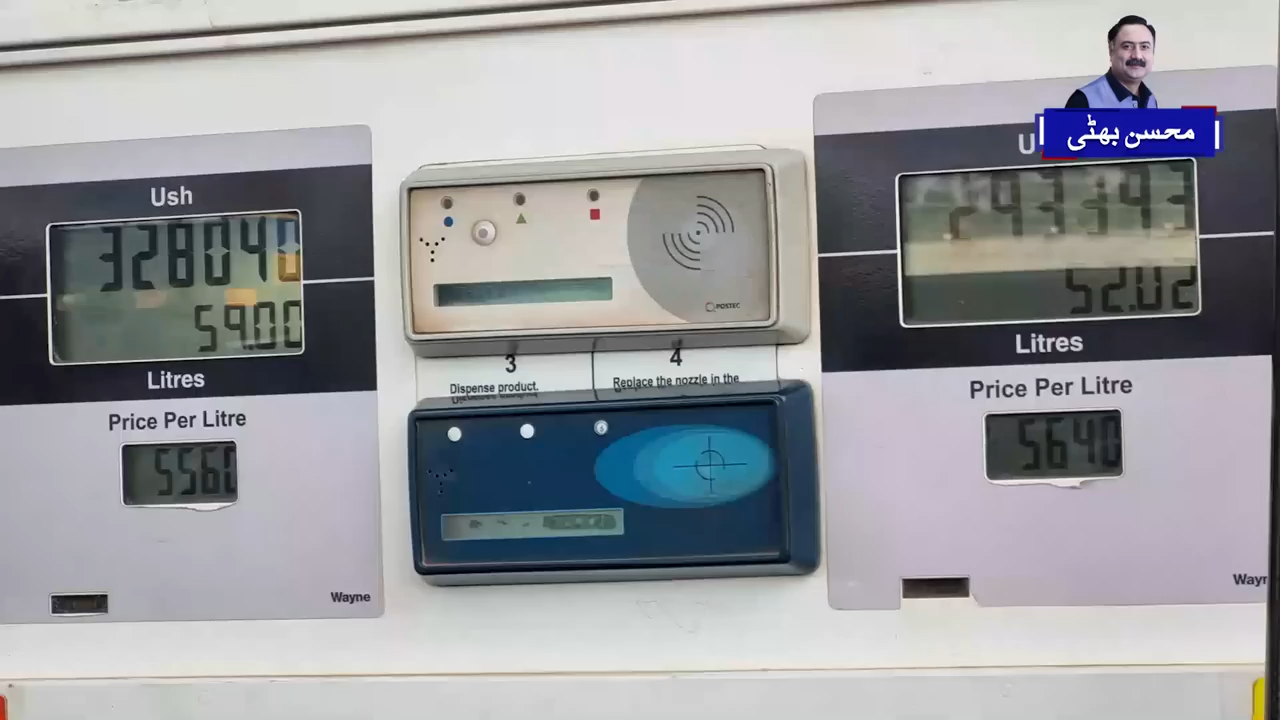 محسن بھٹی
Ush
328040
59.00
Litres
Price Per Litre
5560
Wayne
POSTEC
3
Dispense product.
4
Replace the nozzle in the
293393
52.02
Litres
Price Per Litre
5640